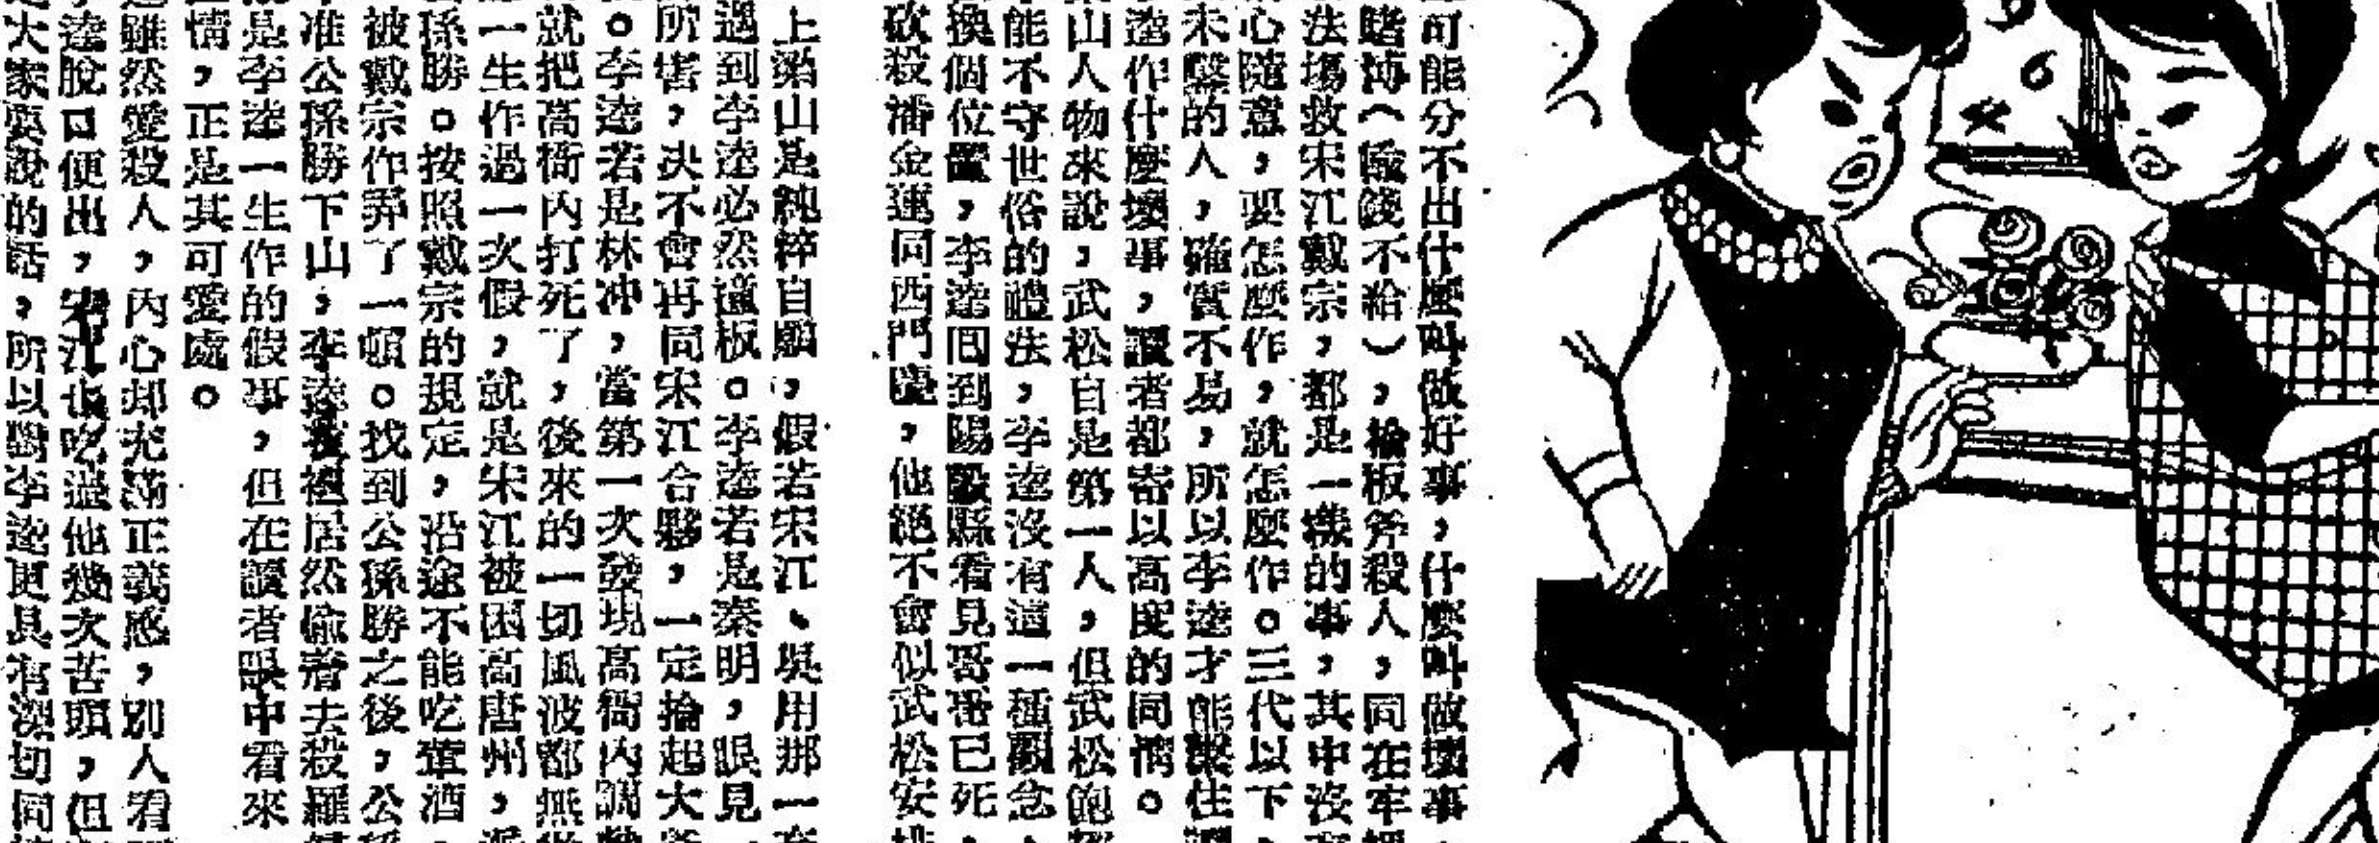 可能分不出什麼叫做好事，什麼叫做壞事，
賭博（輸錢不給），掄板斧殺人，同在牢裡
法場救宋江戴宗，都是一樣的事，其中沒有
心隨意，要怎麼作，就怎麼作。三代以下，
未鑿的人，確實不易，所以李逵才能繫住讀
逵作什麼壞事，讀者都寄以高度的同情。
山人物來說，武松自是第一人，但武松飽經
能不守世俗的禮法，李逵沒有這一種觀念、
換個位置，李逵回到陽穀縣看見哥哥已死，
砍殺潘金蓮同西門慶，他絕不會似武松安排
上梁山是純粹自願，假若宋江、吳用那一套
遇到李逵必然這板。李逵若是秦明，眼見
所害，决不會再同宋江合夥，一定掄起大斧
。李逵若是林冲，當第一次發現高衙內調
就把高衙內打死了，後來的一切風波都無從
一生作過一次假，就是宋江被困高唐州，派
孫勝。按照戴宗的規定，沿途不能吃葷酒，
被戴宗作弄了一頓。找到公孫勝之後，公孫
准公孫勝下山，李逵夜裡居然偷着去殺羅
是李逵一生作的假事，但在讀者眼中看來，
情，正是其可愛處。
雖然愛殺人，內心却充滿正義感，別人看
逵脫口便出，宋江也吃過他幾次苦頭，但
大家要說的話，所以對李逵更具有深切同